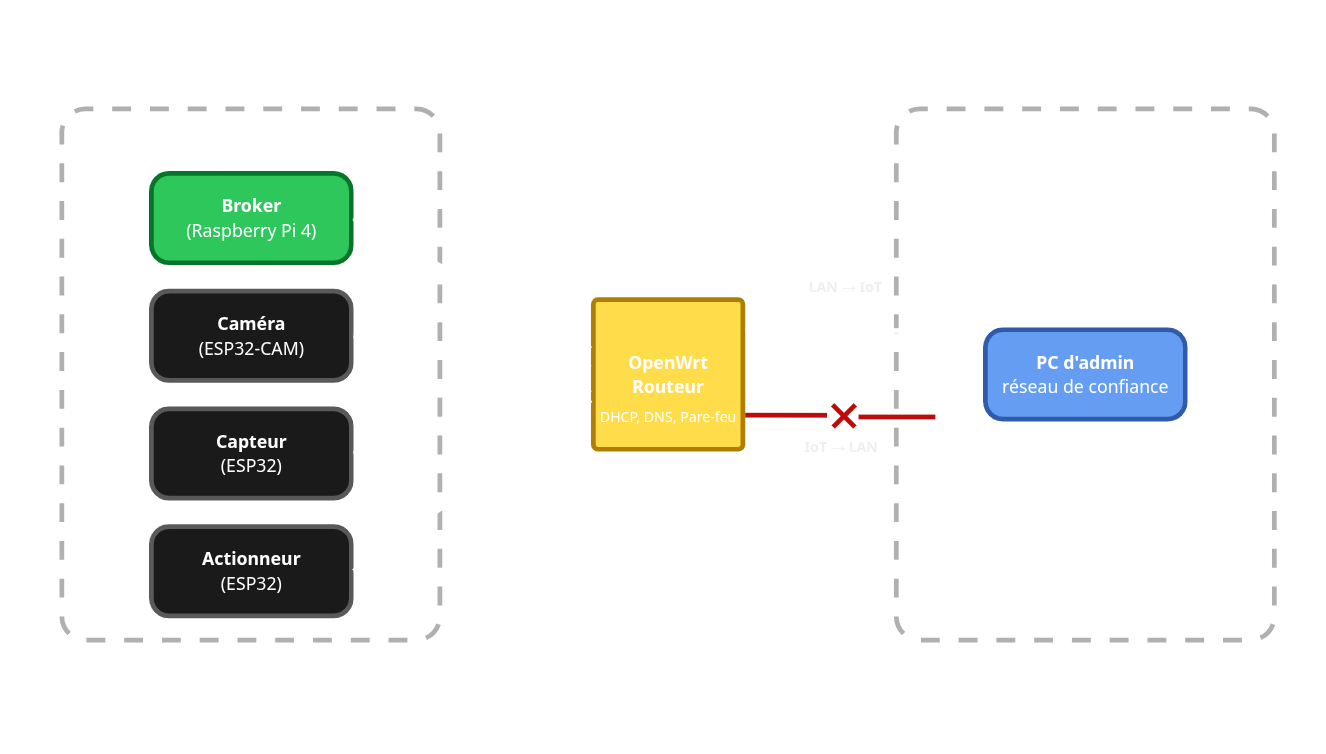 Broker
(Raspberry Pi 4)
Caméra
(ESP32-CAM)
Capteur
(ESP32)
Actionneur
(ESP32)
OpenWrt
Routeur
DHCP, DNS, Pare-feu
LAN → IoT
IoT → LAN
PC d'admin
réseau de confiance